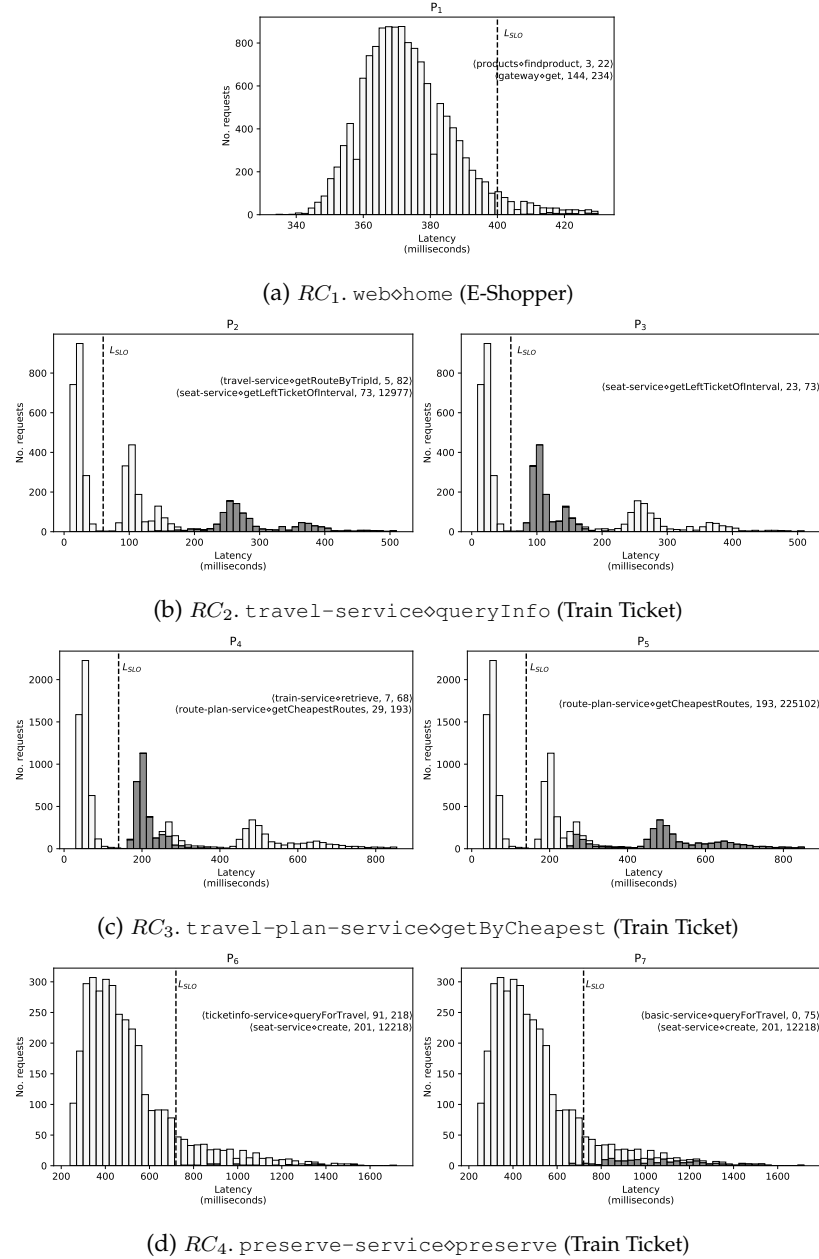 P1
LSLO
⟨products⋄findproduct, 3, 22⟩
⟨gateway⋄get, 144, 234⟩
No. requests
800
600
400
200
0
340 360 380 400 420
Latency
(milliseconds)
(a) RC1. web⋄home (E-Shopper)
P2
LSLO
⟨travel-service⋄getRouteByTripId, 5, 82⟩
⟨seat-service⋄getLeftTicketOfInterval, 73, 12977⟩
No. requests
800
600
400
200
0
0 100 200 300 400 500
Latency
(milliseconds)
P3
LSLO
⟨seat-service⋄getLeftTicketOfInterval, 23, 73⟩
No. requests
800
600
400
200
0
0 100 200 300 400 500
Latency
(milliseconds)
(b) RC2. travel-service⋄queryInfo (Train Ticket)
P4
LSLO
⟨train-service⋄retrieve, 7, 68⟩
⟨route-plan-service⋄getCheapestRoutes, 29, 193⟩
No. requests
2000
1500
1000
500
0
0 200 400 600 800
Latency
(milliseconds)
P5
LSLO
⟨route-plan-service⋄getCheapestRoutes, 193, 225102⟩
No. requests
2000
1500
1000
500
0
0 200 400 600 800
Latency
(milliseconds)
(c) RC3. travel-plan-service⋄getByCheapest (Train Ticket)
P6
LSLO
⟨ticketinfo-service⋄queryForTravel, 91, 218⟩
⟨seat-service⋄create, 201, 12218⟩
No. requests
300
250
200
150
100
50
0
200 400 600 800 1000 1200 1400 1600
Latency
(milliseconds)
P7
LSLO
⟨basic-service⋄queryForTravel, 0, 75⟩
⟨seat-service⋄create, 201, 12218⟩
No. requests
300
250
200
150
100
50
0
200 400 600 800 1000 1200 1400 1600
Latency
(milliseconds)
(d) RC4. preserve-service⋄preserve (Train Ticket)